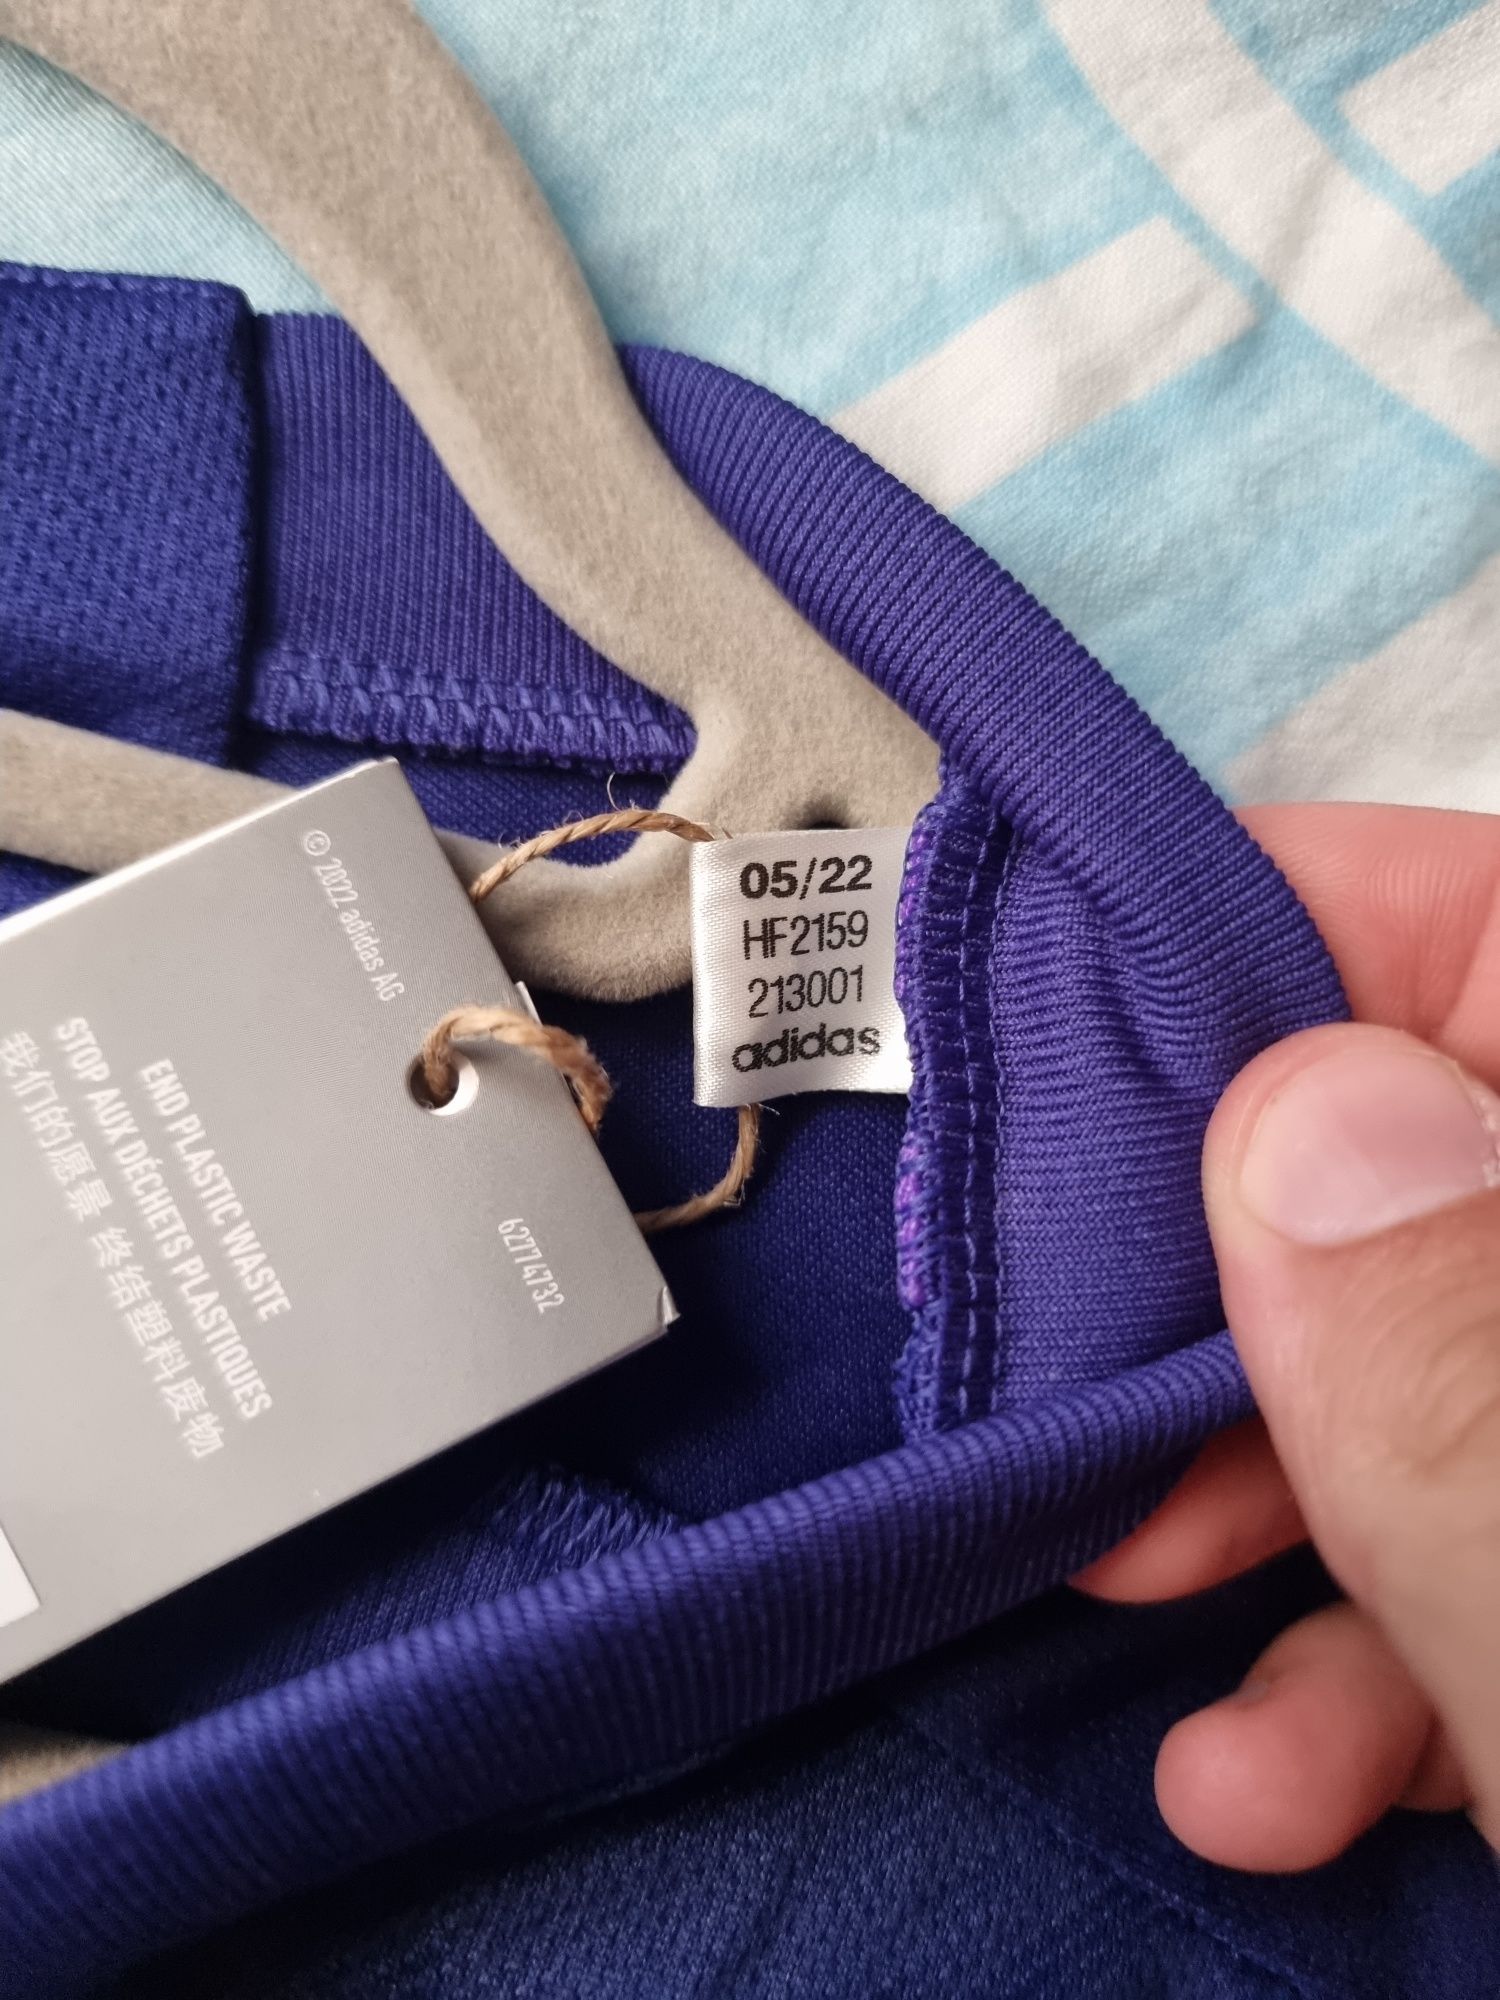 05/22
HF2159
213001
adidas
© 2022 adidas AG
END PLASTIC WASTE
STOP AUX DÉCHETS PLASTIQUES
我们的愿景 终结塑料废物
62774732